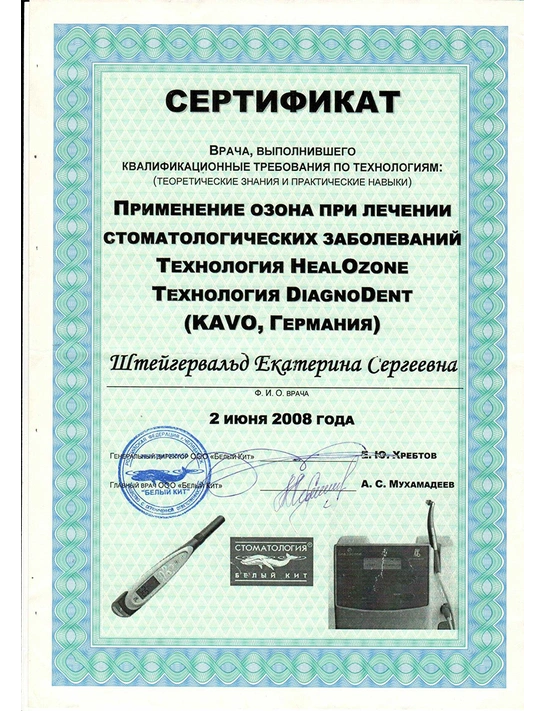 СЕРТИФИКАТ
ВРАЧА, ВЫПОЛНИВШЕГО
КВАЛИФИКАЦИОННЫЕ ТРЕБОВАНИЯ ПО ТЕХНОЛОГИЯМ:
(ТЕОРЕТИЧЕСКИЕ ЗНАНИЯ И ПРАКТИЧЕСКИЕ НАВЫКИ)
ПРИМЕНЕНИЕ ОЗОНА ПРИ ЛЕЧЕНИИ
СТОМАТОЛОГИЧЕСКИХ ЗАБОЛЕВАНИЙ
ТЕХНОЛОГИЯ HEALOZONE
ТЕХНОЛОГИЯ DIAGNODENT
(KAVO, ГЕРМАНИЯ)
Штейгервальд Екатерина Сергеевна
Ф. И. О. ВРАЧА
2 ИЮНЯ 2008 ГОДА
ГЕНЕРАЛЬНЫЙ ДИРЕКТОР ООО «БЕЛЫЙ КИТ» Е. Ю. ХРЕБТОВ
ГЛАВНЫЙ ВРАЧ ООО «БЕЛЫЙ КИТ» А. С. МУХАМАДЕЕВ
"БЕЛЫЙ КИТ"
СТОМАТОЛОГИЯ
БЕЛЫЙ КИТ